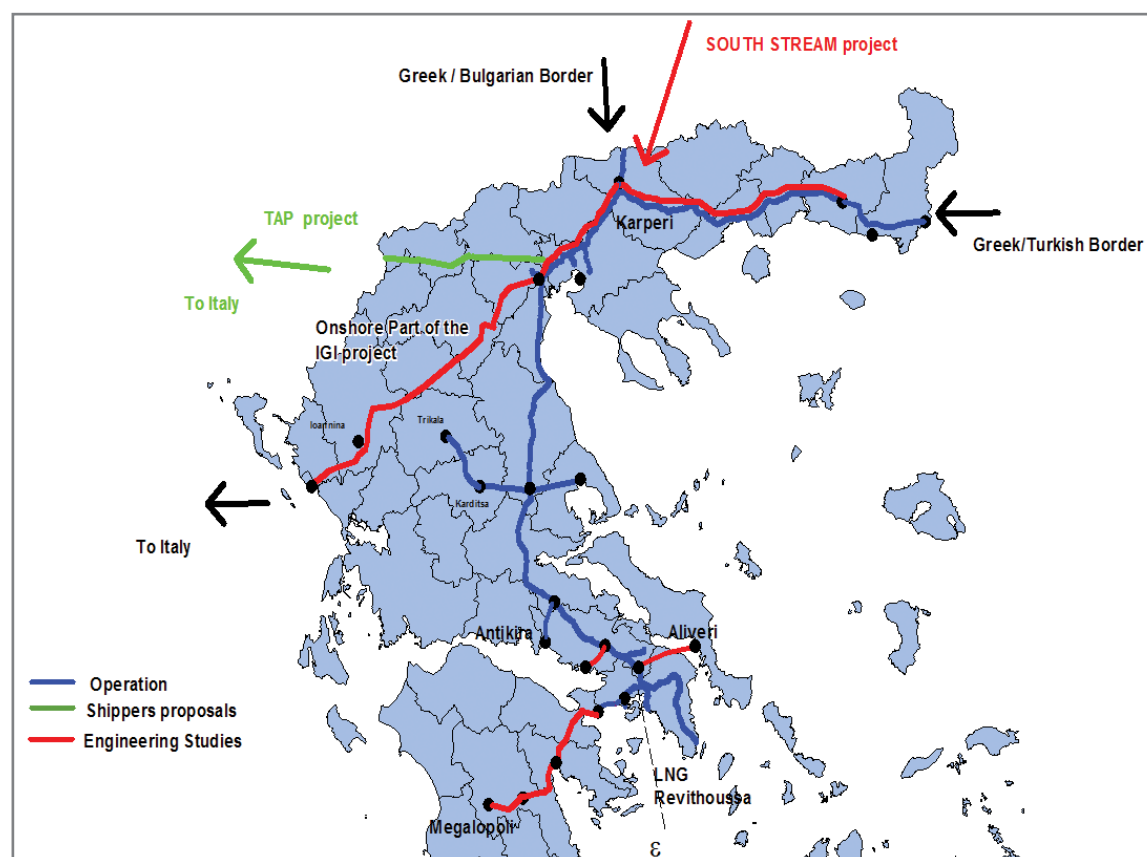 SOUTH STREAM project
Greek / Bulgarian Border
Karperi
TAP project
Greek/Turkish Border
To Italy
Onshore Part of the
IGI-project
Ioannina
Trikala
Karditsa
To Italy
Antikira
Aliveri
Operation
Shippers proposals
Engineering Studies
LNG
Revithoussa
Megalopoli
ε